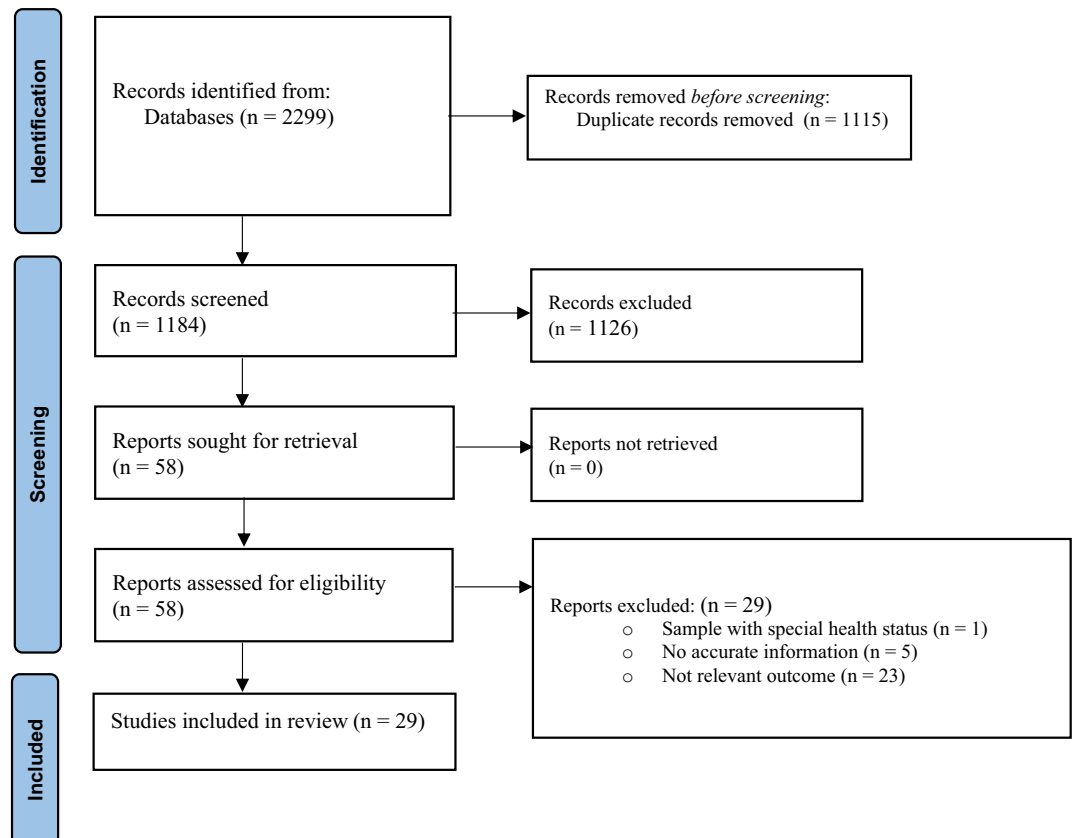 Identification
Records identified from:
Databases (n = 2299)
Records removed before screening:
Duplicate records removed (n = 1115)
Screening
Records screened
(n = 1184)
Records excluded
(n = 1126)
Reports sought for retrieval
(n = 58)
Reports not retrieved
(n = 0)
Reports assessed for eligibility
(n = 58)
Reports excluded: (n = 29)
o Sample with special health status (n = 1)
o No accurate information (n = 5)
o Not relevant outcome (n = 23)
Included
Studies included in review (n = 29)